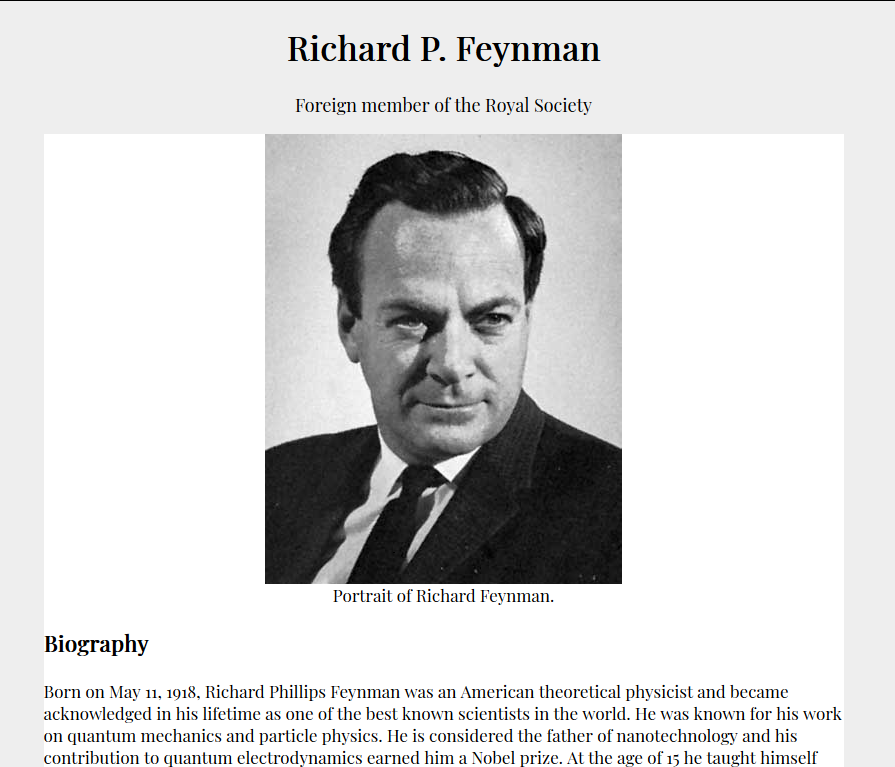 Richard P. Feynman
Foreign member of the Royal Society
Portrait of Richard Feynman.
Biography
Born on May 11, 1918, Richard Phillips Feynman was an American theoretical physicist and became
acknowledged in his lifetime as one of the best known scientists in the world. He was known for his work
on quantum mechanics and particle physics. He is considered the father of nanotechnology and his
contribution to quantum electrodynamics earned him a Nobel prize. At the age of 15 he taught himself